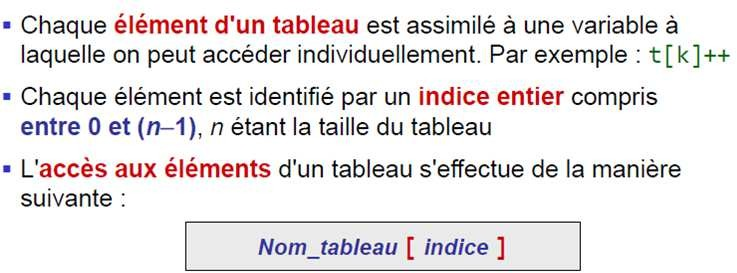 ▪ Chaque élément d'un tableau est assimilé à une variable à
laquelle on peut accéder individuellement. Par exemple : t[k]++
▪ Chaque élément est identifié par un indice entier compris
entre 0 et (n–1), n étant la taille du tableau
▪ L'accès aux éléments d'un tableau s'effectue de la manière
suivante :
Nom_tableau [ indice ]